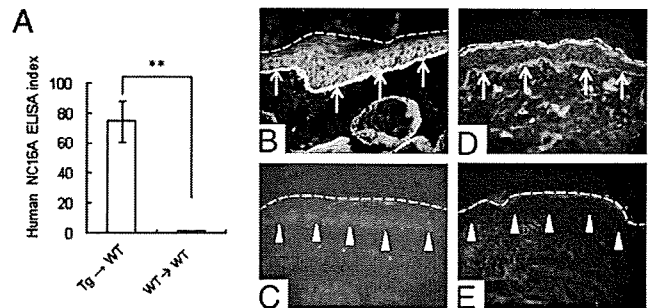 A
**
Human NC16A ELISA index
100
80
60
40
20
0
Tg → WT
WT → WT
B
D
C
E